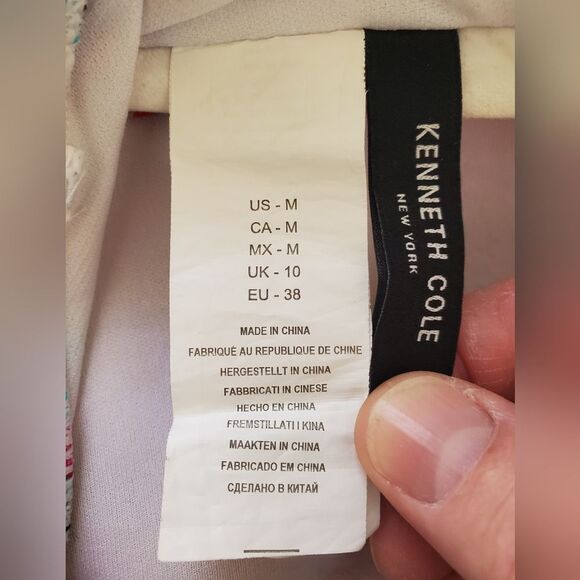 US - M
CA - M
MX - M
UK - 10
EU - 38
MADE IN CHINA
FABRIQUÉ AU REPUBLIQUE DE CHINE
HERGESTELLT IN CHINA
FABBRICATI IN CINESE
HECHO EN CHINA
FREMSTILLATI I KINA
MAAKTEN IN CHINA
FABRICADO EM CHINA
СДЕЛАНО В КИТАЙ
KENNETH COLE
NEW YORK